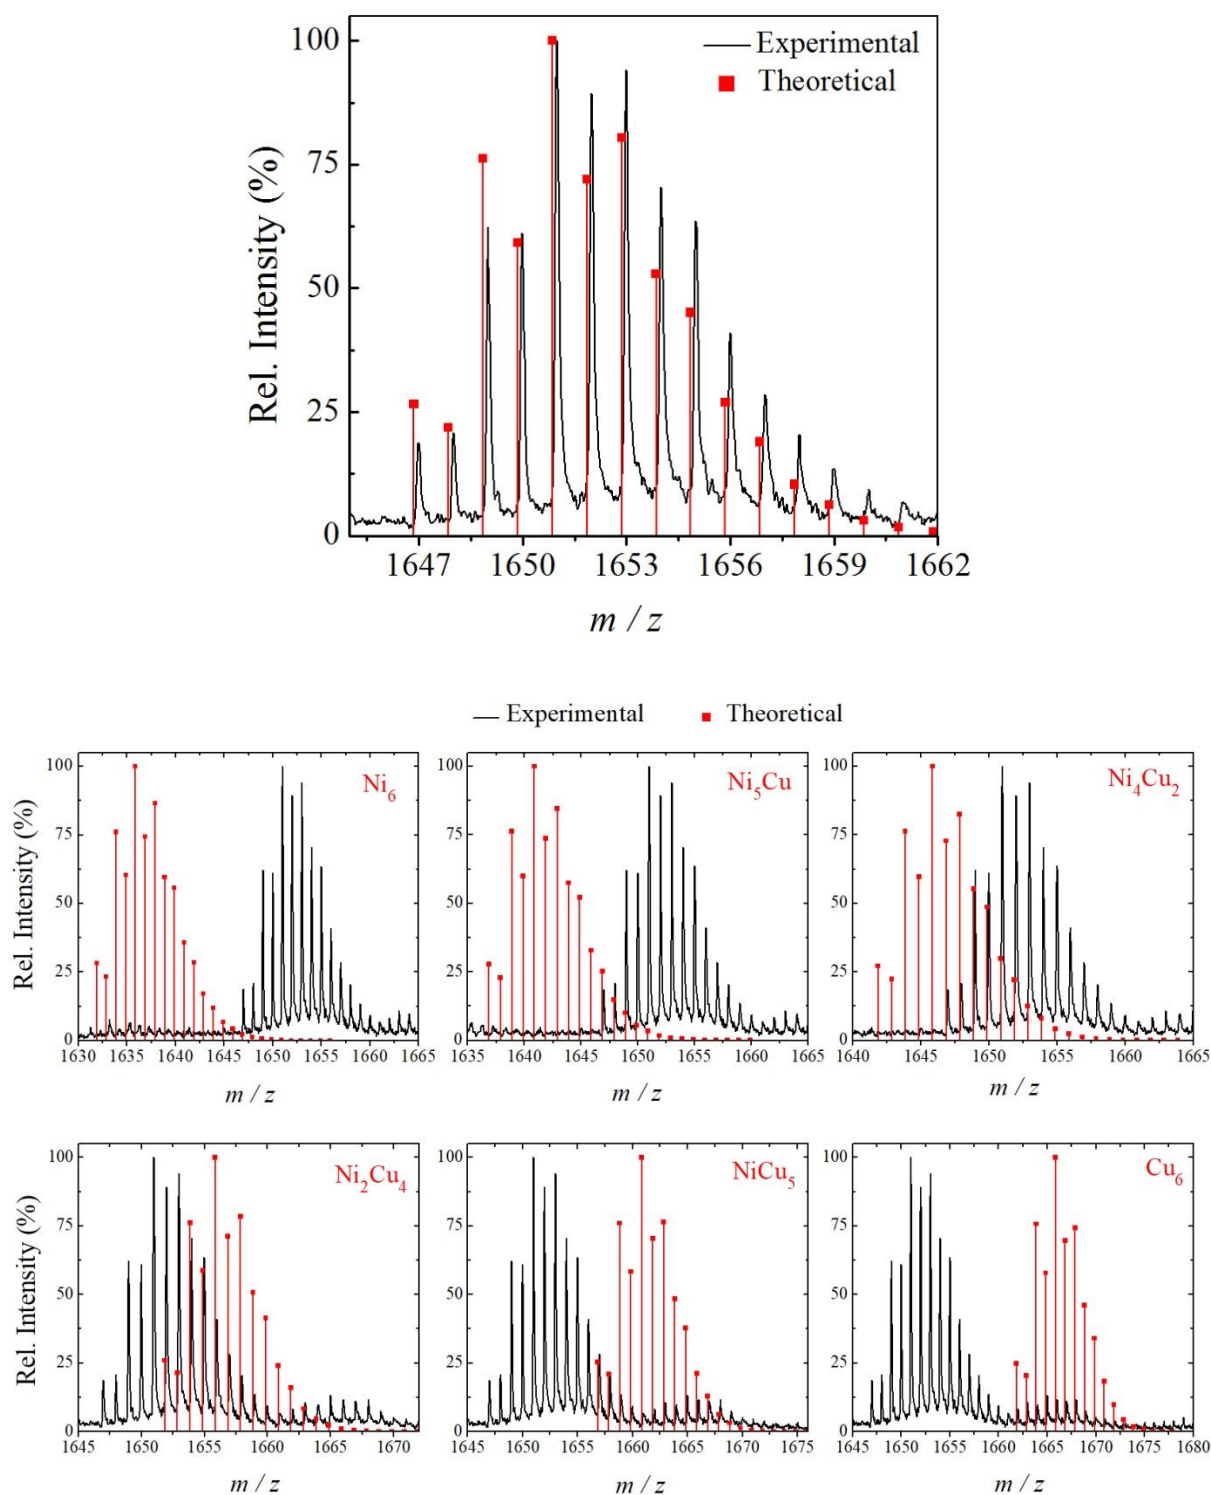 Experimental
Theoretical
100
75
50
25
0
Rel. Intensity (%)
1647 1650 1653 1656 1659 1662
m / z
Experimental Theoretical
100 100 100
Ni6 Ni5Cu Ni4Cu2
75 75 75
50 50 50
25 25 25
0 0 0
Rel. Intensity (%)
1630 1635 1640 1645 1650 1655 1660 1665 1635 1640 1645 1650 1655 1660 1665 1640 1645 1650 1655 1660 1665
m / z m / z m / z
100 100 100
Ni2Cu4 NiCu5 Cu6
75 75 75
50 50 50
25 25 25
0 0 0
Rel. Intensity (%)
1645 1650 1655 1660 1665 1670 1645 1650 1655 1660 1665 1670 1675 1645 1650 1655 1660 1665 1670 1675 1680
m / z m / z m / z